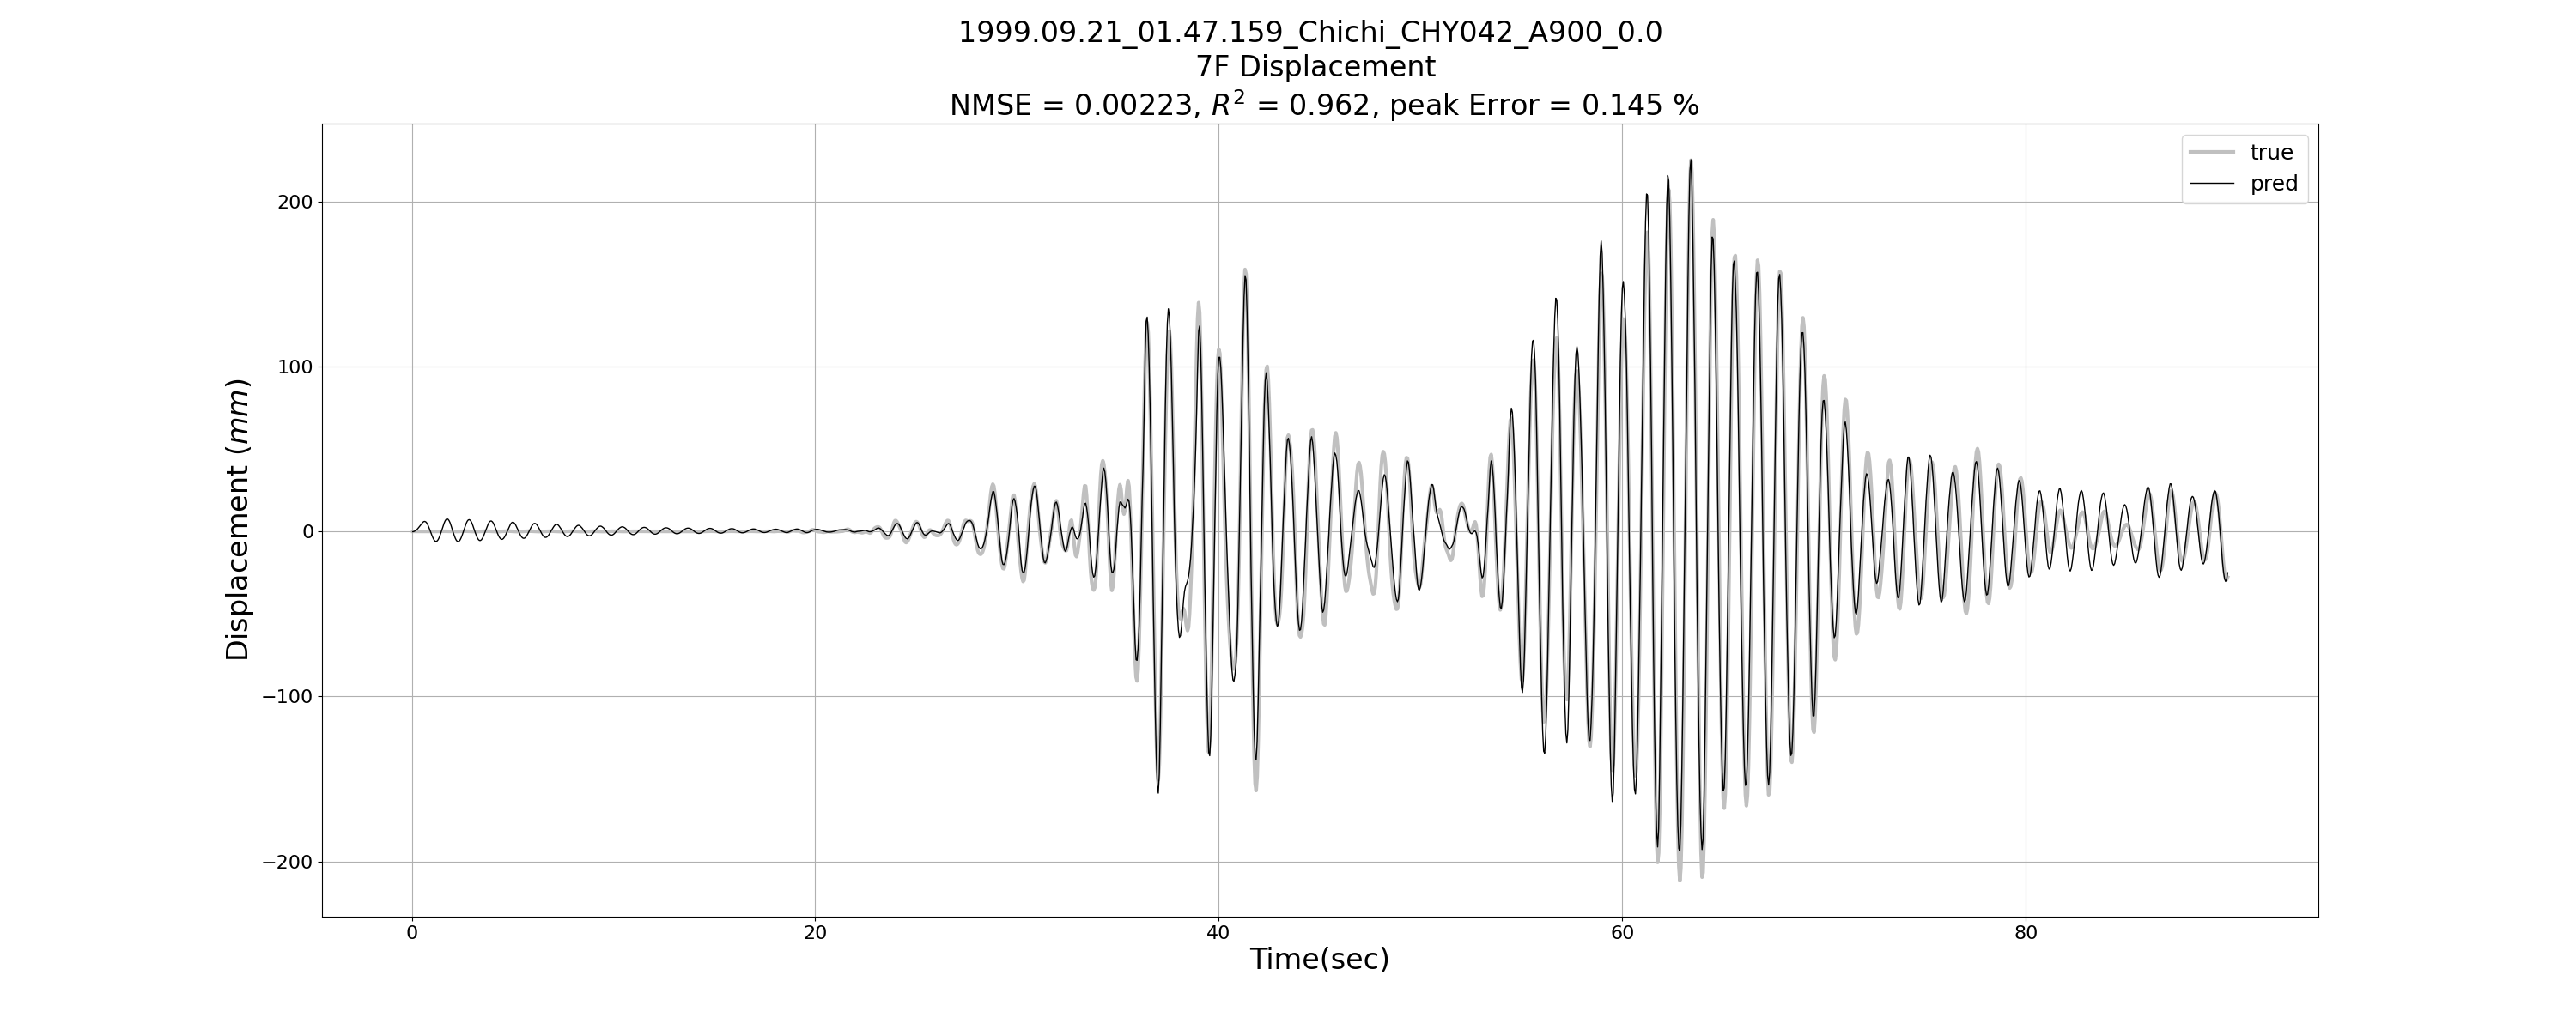 1999.09.21_01.47.159_Chichi_CHY042_A900_0.0
7F Displacement
NMSE = 0.00223, R² = 0.962, peak Error = 0.145 %
true
pred
Displacement (mm)
200
100
0
−100
−200
0 20 40 60 80
Time(sec)